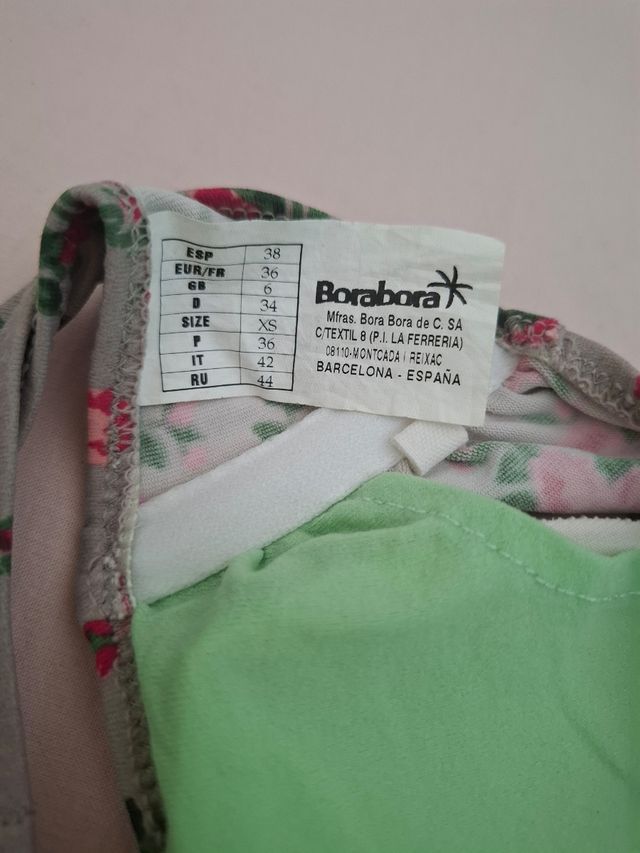 ESP 38
EUR/FR 36
GB 6
D 34
SIZE XS
P 36
IT 42
RU 44
Borabora
Mfras. Bora Bora de C. SA
C/TEXTIL 8 (P.I. LA FERRERIA)
08110-MONTCADA I REIXAC
BARCELONA - ESPAÑA